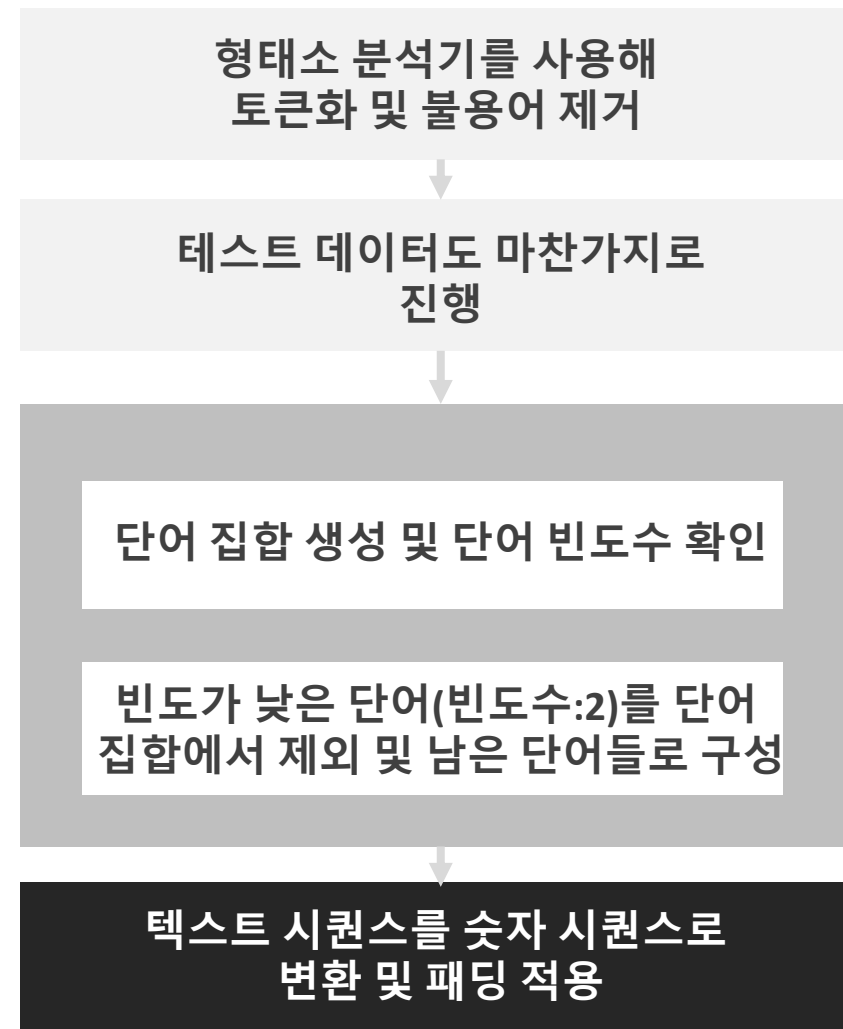 형태소 분석기를 사용해
토큰화 및 불용어 제거
테스트 데이터도 마찬가지로
진행
단어 집합 생성 및 단어 빈도수 확인
빈도가 낮은 단어(빈도수:2)를 단어
집합에서 제외 및 남은 단어들로 구성
텍스트 시퀀스를 숫자 시퀀스로
변환 및 패딩 적용